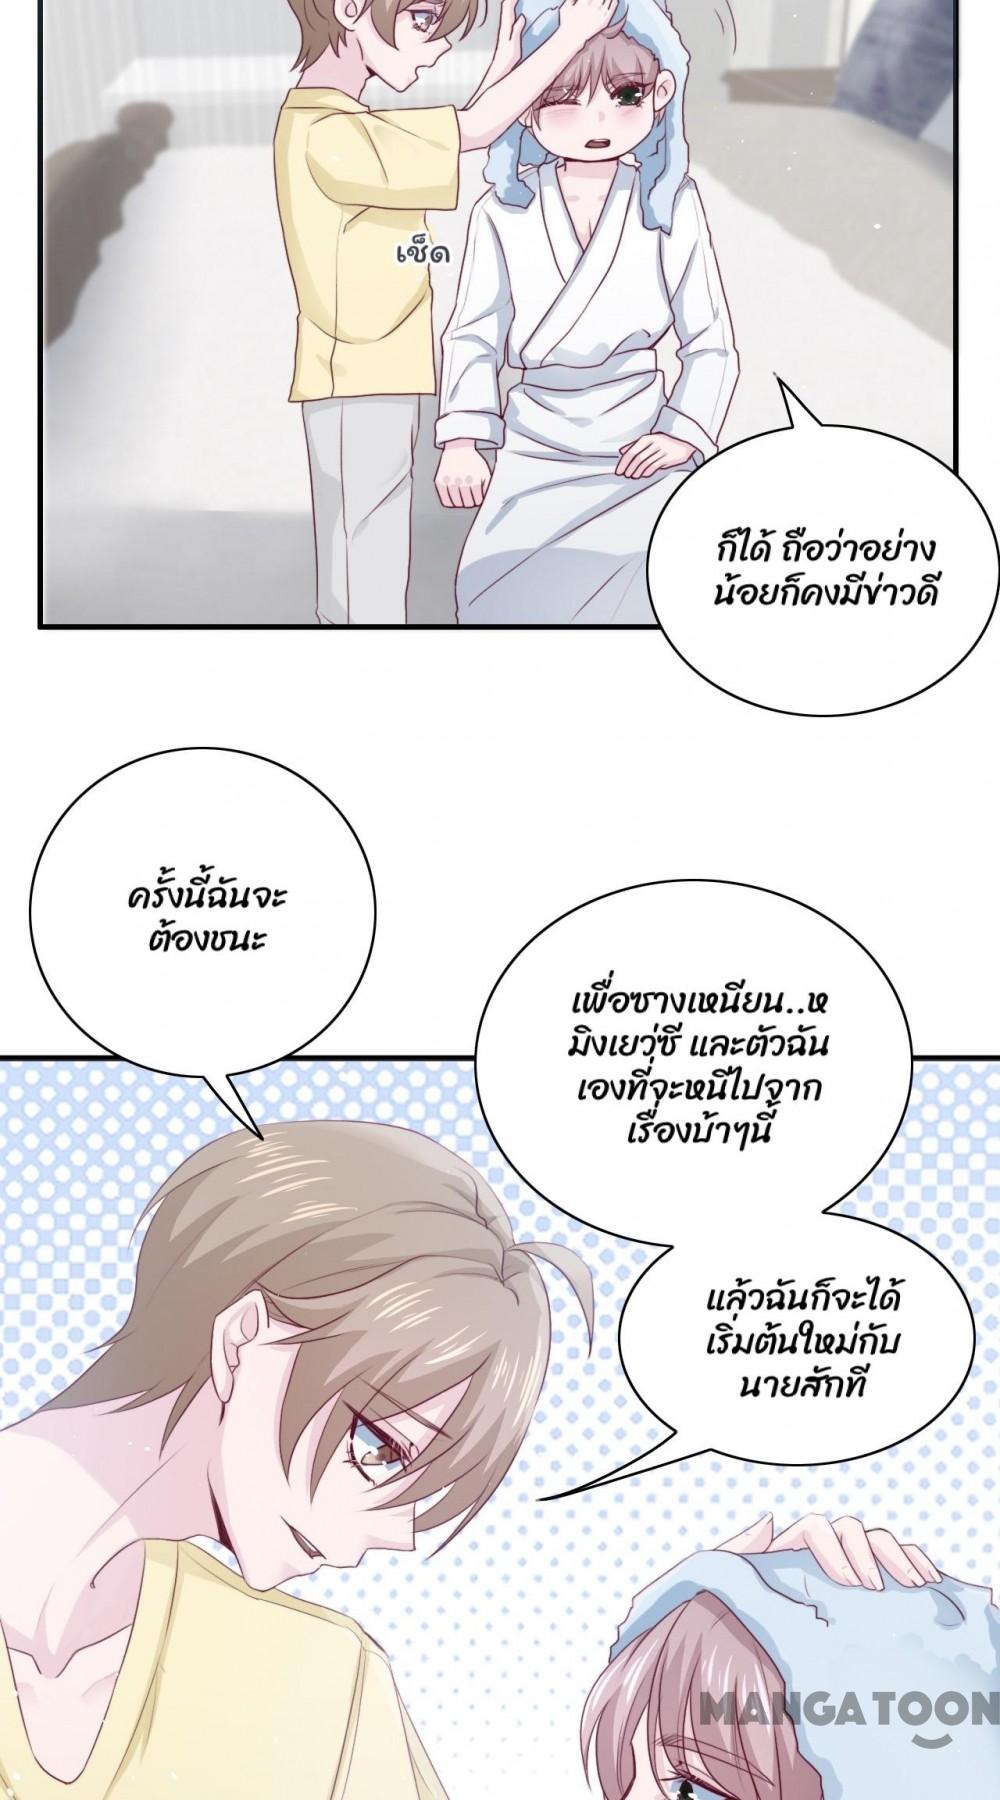 เช็ด
ก็ได้ ถือว่าอย่าง
น้อยก็คงมีข่าวดี
ครั้งนี้ฉันจะ
ต้องชนะ
เพื่อซางเหนียน..ห
มิงเยว่ซี และตัวฉัน
เองที่จะหนีไปจาก
เรื่องบ้าๆนี้
แล้วฉันก็จะได้
เริ่มต้นใหม่กับ
นายสักที
MANGATOON